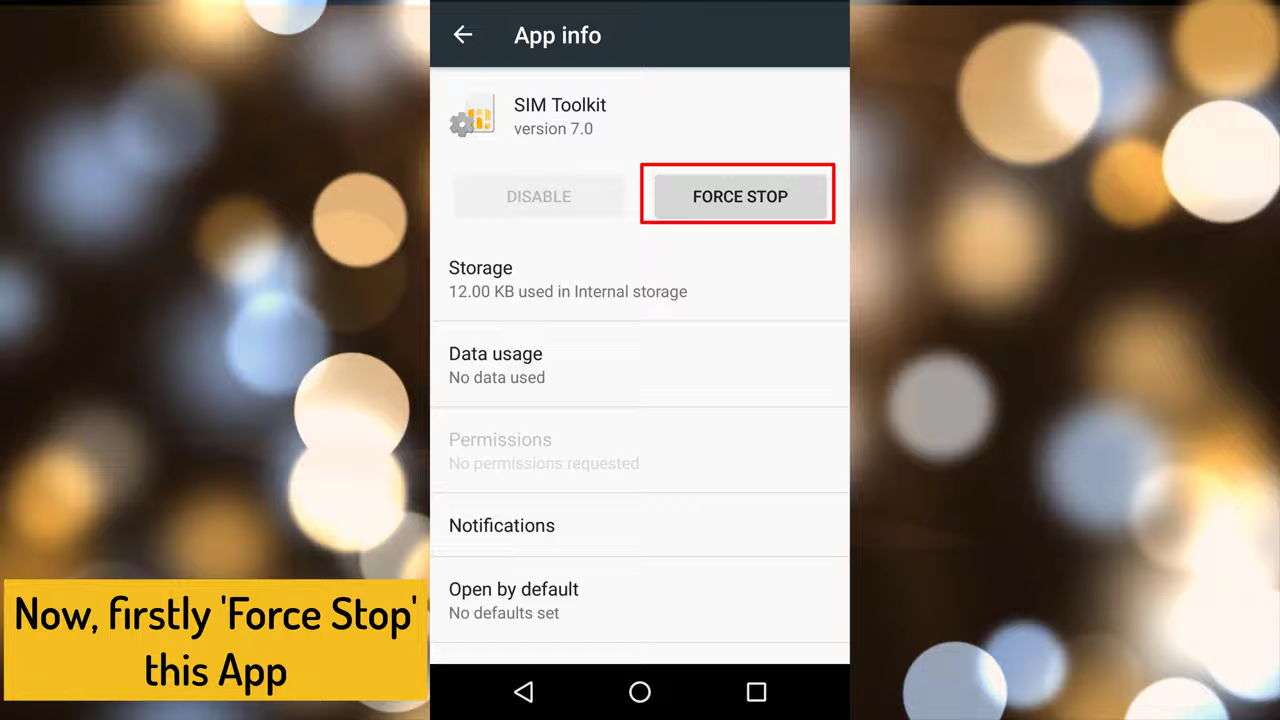 App info
SIM Toolkit
version 7.0
DISABLE
FORCE STOP
Storage
12.00 KB used in Internal storage
Data usage
No data used
Permissions
No permissions requested
Notifications
Open by default
No defaults set
Now, firstly 'Force Stop'
this App